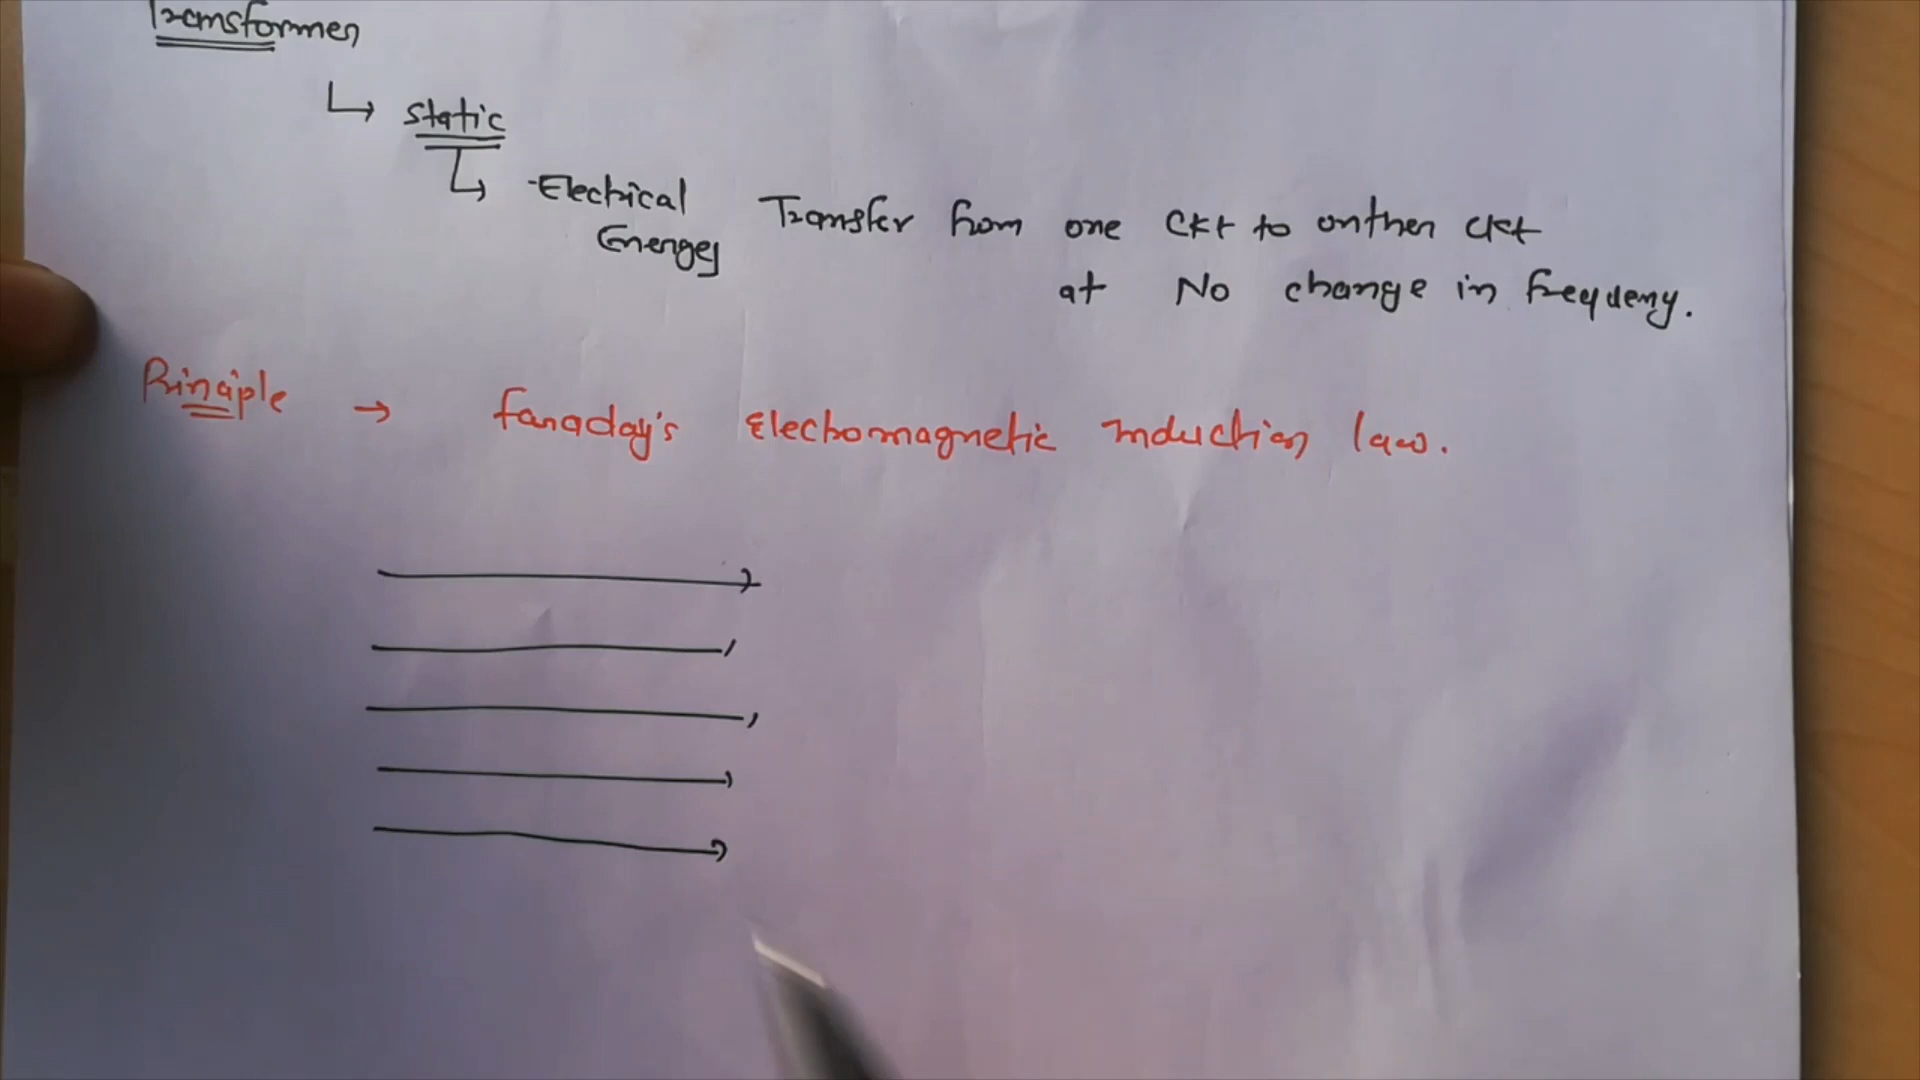 Transformer
static
Electrical Energy Transfer from one ckt to onther ckt
at No change in frequency.
Principle → faraday's Electromagnetic induction law.